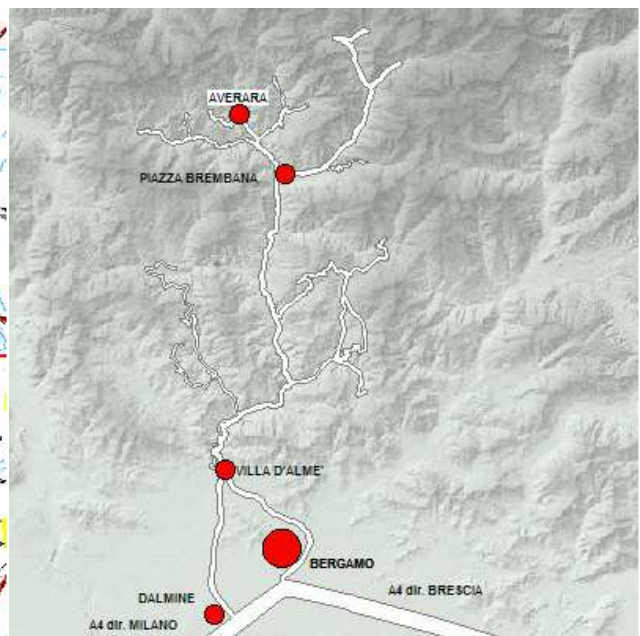 AVERARA
PIAZZA BREMBANA
VILLA D'ALME'
BERGAMO
A4 dir. BRESCIA
DALMINE
A4 dir. MILANO